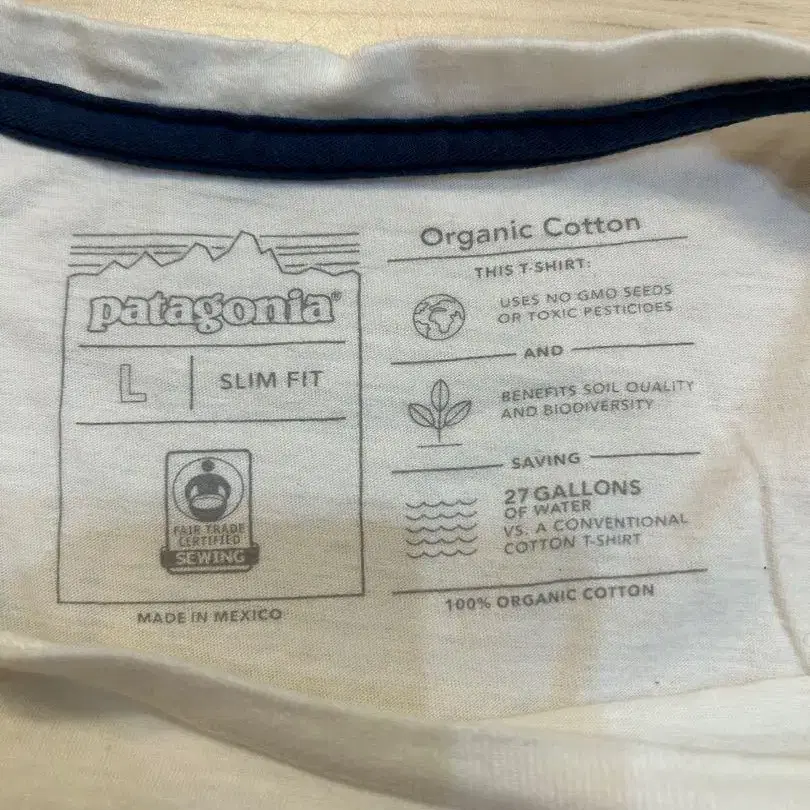 patagonia®
L
SLIM FIT
FAIR TRADE
CERTIFIED
SEWING
MADE IN MEXICO
Organic Cotton
THIS T-SHIRT:
USES NO GMO SEEDS
OR TOXIC PESTICIDES
AND
BENEFITS SOIL QUALITY
AND BIODIVERSITY
SAVING
27 GALLONS
OF WATER
VS. A CONVENTIONAL
COTTON T-SHIRT
100% ORGANIC COTTON